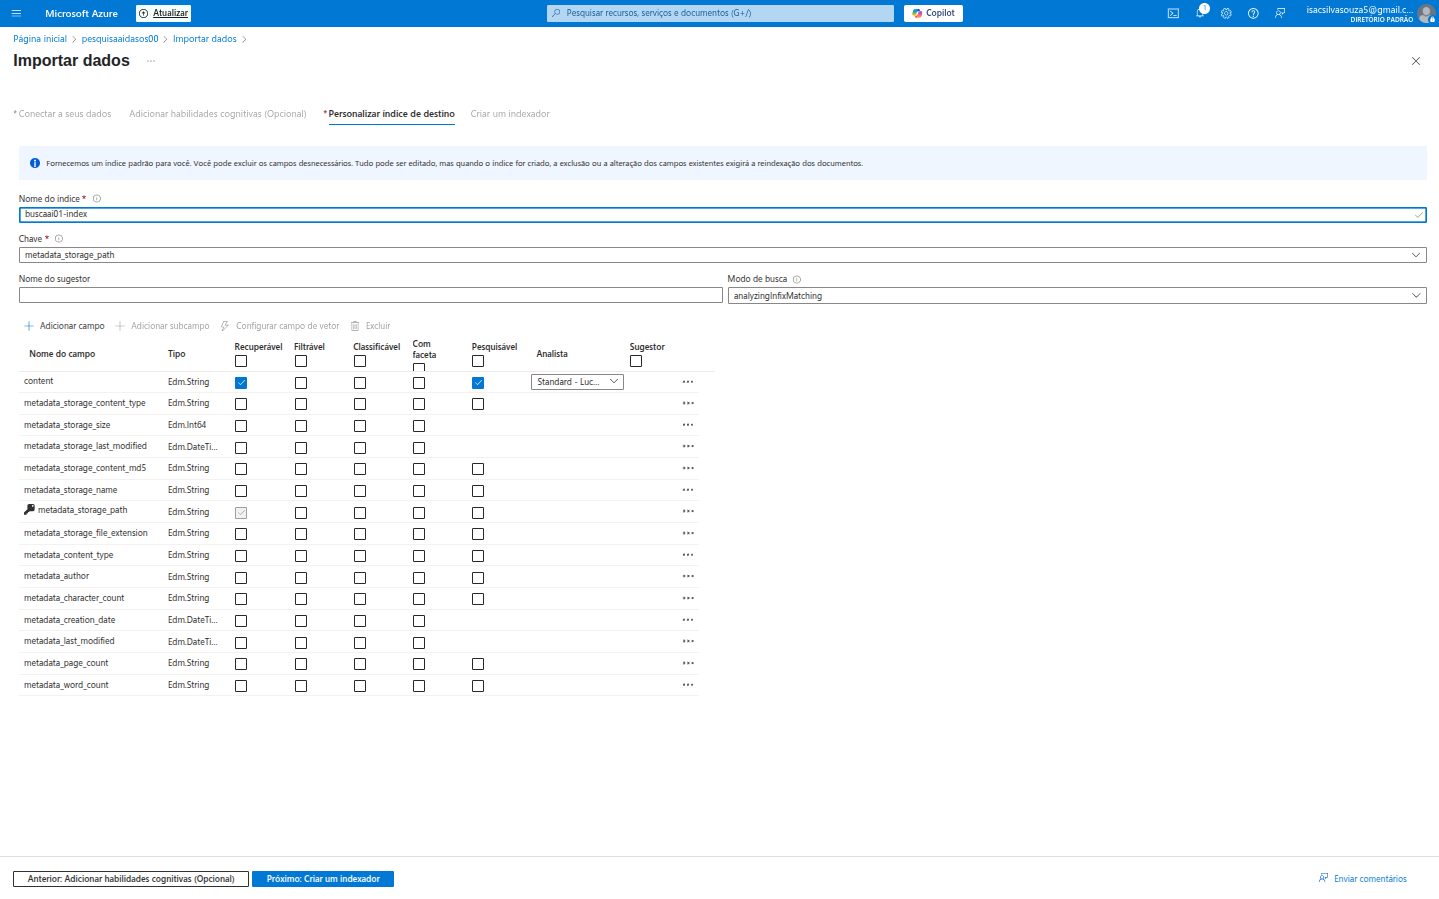 Microsoft Azure
Atualizar
Pesquisar recursos, serviços e documentos (G+/)
Copilot
1
isacsilvasouza5@gmail.c...
DIRETÓRIO PADRÃO
Página inicial > pesquisaaidasos00 > Importar dados >
Importar dados ...
* Conectar a seus dados
Adicionar habilidades cognitivas (Opcional)
* Personalizar índice de destino
Criar um indexador
Fornecemos um índice padrão para você. Você pode excluir os campos desnecessários. Tudo pode ser editado, mas quando o índice for criado, a exclusão ou a alteração dos campos existentes exigirá a reindexação dos documentos.
Nome do índice *
buscaai01-index
Chave *
metadata_storage_path
Nome do sugestor
Modo de busca
analyzingInfixMatching
Adicionar campo
Adicionar subcampo
Configurar campo de vetor
Excluir
Nome do campo Tipo Recuperável Filtrável Classificável Com faceta Pesquisável Analista Sugestor
content Edm.String Standard - Luc... ...
metadata_storage_content_type Edm.String ...
metadata_storage_size Edm.Int64 ...
metadata_storage_last_modified Edm.DateTi... ...
metadata_storage_content_md5 Edm.String ...
metadata_storage_name Edm.String ...
metadata_storage_path Edm.String ...
metadata_storage_file_extension Edm.String ...
metadata_content_type Edm.String ...
metadata_author Edm.String ...
metadata_character_count Edm.String ...
metadata_creation_date Edm.DateTi... ...
metadata_last_modified Edm.DateTi... ...
metadata_page_count Edm.String ...
metadata_word_count Edm.String ...
Anterior: Adicionar habilidades cognitivas (Opcional)
Próximo: Criar um indexador
Enviar comentários